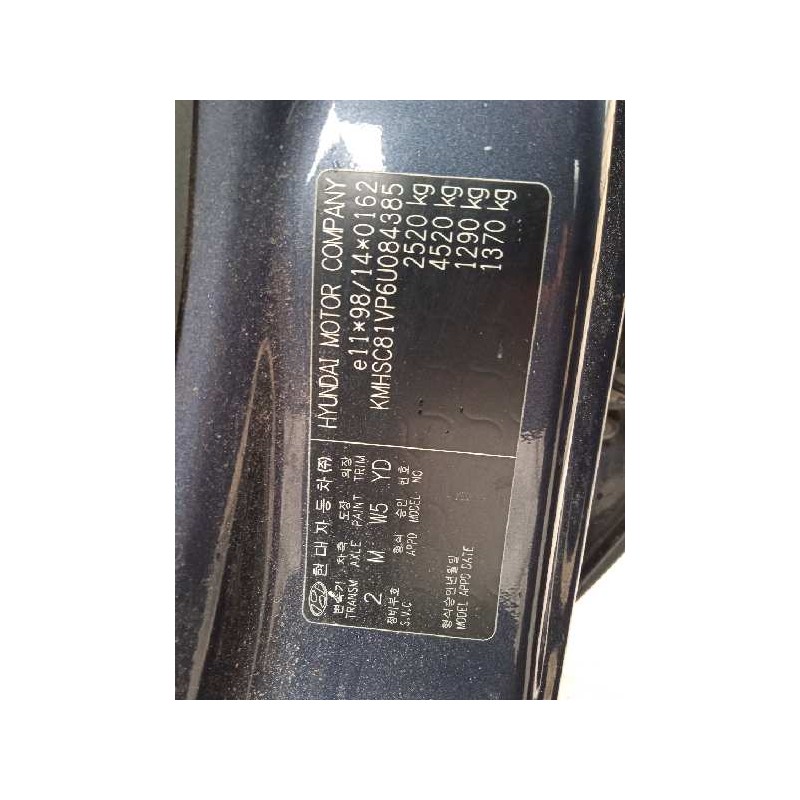 현대자동차(주) HYUNDAI MOTOR COMPANY
변속기 차축 도장 외장
TRANSM AXLE PAINT TRIM
e11*98/14*0162
2 M W5 YD
KMHSC81VP6U084385
정비부호 형식 승인 번호
S.V.C APPD MODEL NO
2520 kg
4520 kg
1290 kg
1370 kg
형식승인년월일
MODEL APPD DATE